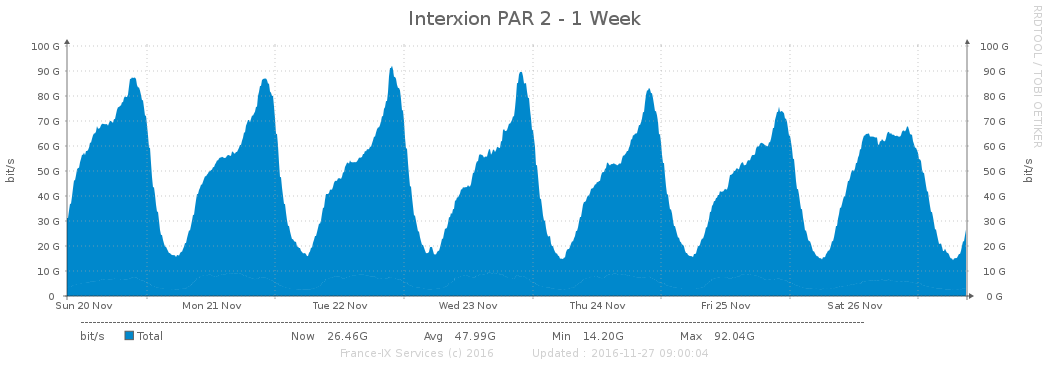 Interxion PAR 2 - 1 Week
RRDTOOL / TOBI OETIKER
bit/s
bit/s
100 G 100 G
90 G 90 G
80 G 80 G
70 G 70 G
60 G 60 G
50 G 50 G
40 G 40 G
30 G 30 G
20 G 20 G
10 G 10 G
0 0 G
Sun 20 Nov Mon 21 Nov Tue 22 Nov Wed 23 Nov Thu 24 Nov Fri 25 Nov Sat 26 Nov
bit/s Total Now 26.46G Avg 47.99G Min 14.20G Max 92.04G
France-IX Services (c) 2016 Updated : 2016-11-27 09:00:04